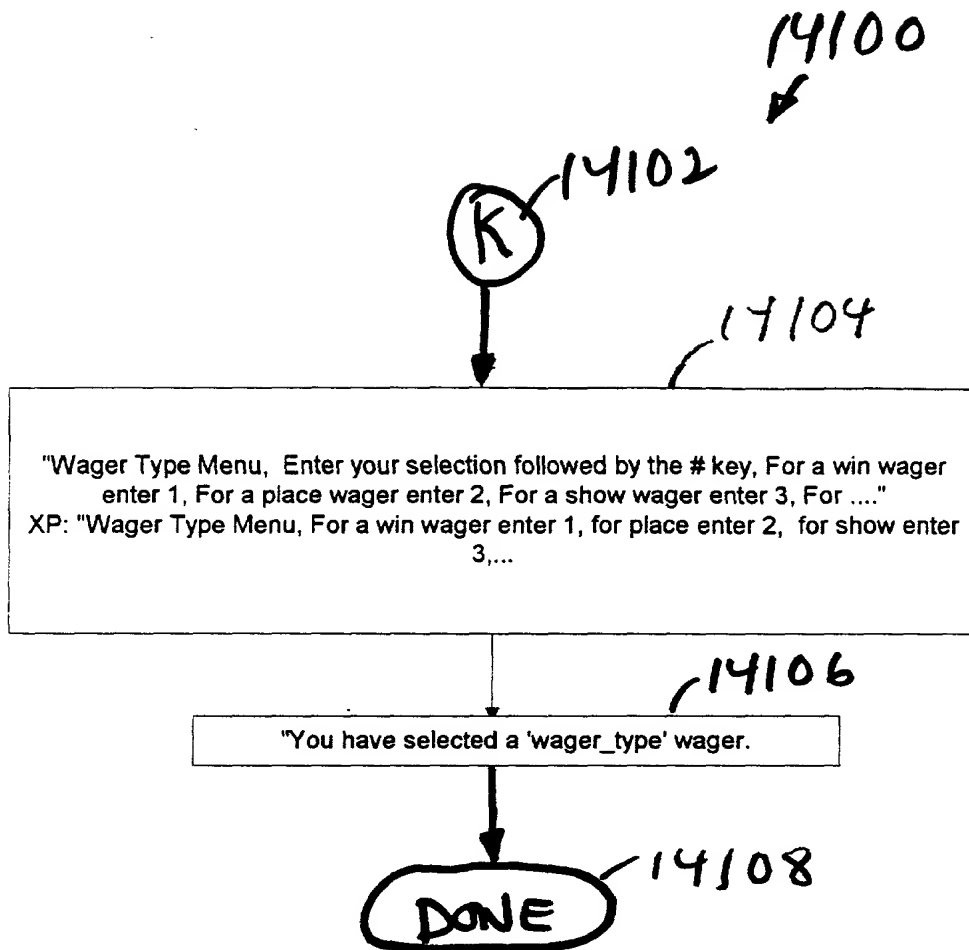 14100
14102
K
14104
"Wager Type Menu, Enter your selection followed by the # key, For a win wager
enter 1, For a place wager enter 2, For a show wager enter 3, For ...."
XP: "Wager Type Menu, For a win wager enter 1, for place enter 2, for show enter
3,...
14106
"You have selected a 'wager_type' wager.
14108
DONE